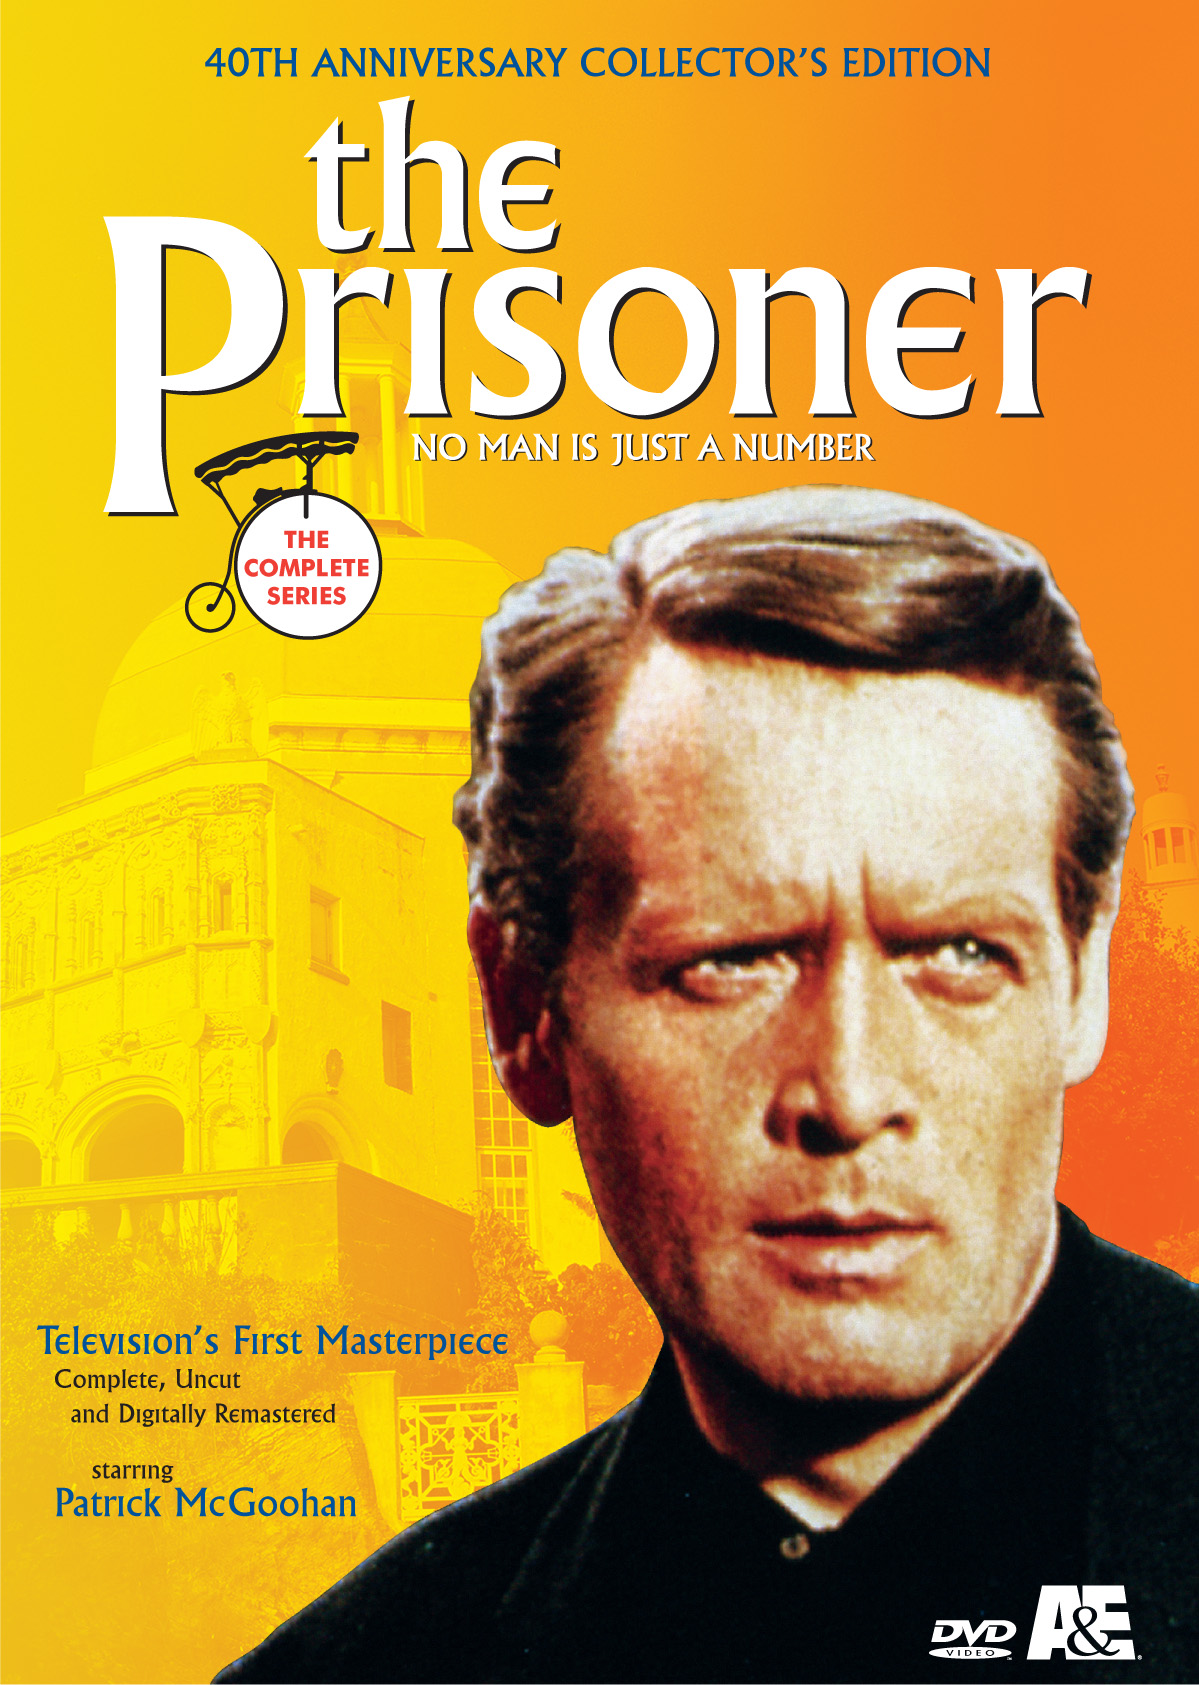 40TH ANNIVERSARY COLLECTOR'S EDITION
the
Prisoner
NO MAN IS JUST A NUMBER
THE
COMPLETE
SERIES
Television's First Masterpiece
Complete, Uncut
and Digitally Remastered
starring
Patrick McGoohan
DVD
VIDEO
A&E